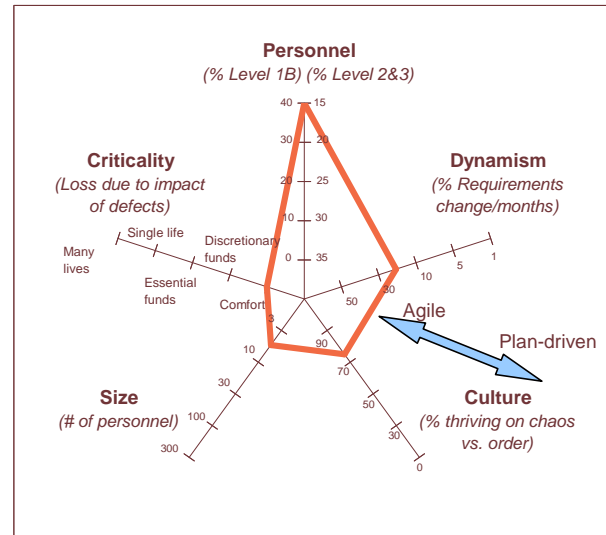 Personnel
(% Level 1B) (% Level 2&3)
40 15
30 20
20 25
10 30
0 35
Criticality
(Loss due to impact
of defects)
Many
lives
Single life
Essential
funds
Discretionary
funds
Comfort
Dynamism
(% Requirements
change/months)
50
30
10
5
1
Agile
Plan-driven
Size
(# of personnel)
3
10
30
100
300
Culture
(% thriving on chaos
vs. order)
90
70
50
30
0